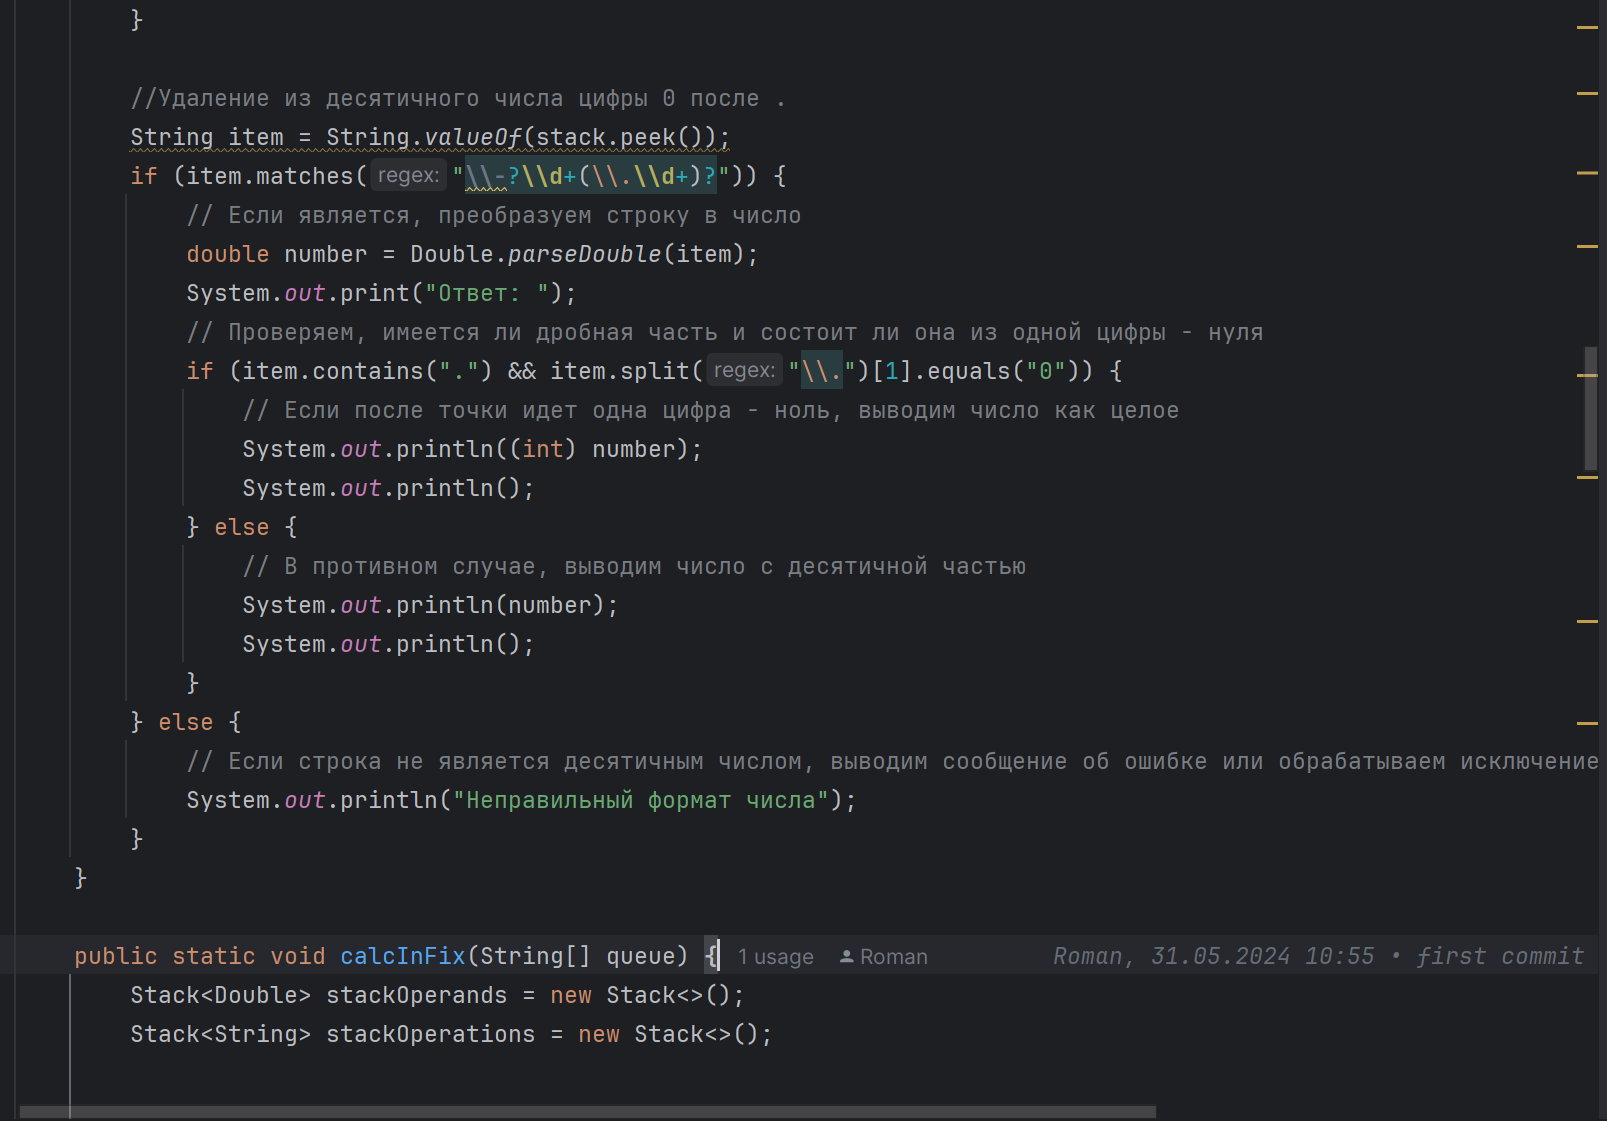 }
//Удаление из десятичного числа цифры 0 после .
String item = String.valueOf(stack.peek());
if (item.matches( regex: "\\-?\\d+(\\.\\d+)?")) {
// Если является, преобразуем строку в число
double number = Double.parseDouble(item);
System.out.print("Ответ: ");
// Проверяем, имеется ли дробная часть и состоит ли она из одной цифры - нуля
if (item.contains(".") && item.split( regex: "\\.")[1].equals("0")) {
// Если после точки идет одна цифра - ноль, выводим число как целое
System.out.println((int) number);
System.out.println();
} else {
// В противном случае, выводим число с десятичной частью
System.out.println(number);
System.out.println();
}
} else {
// Если строка не является десятичным числом, выводим сообщение об ошибке или обрабатываем исключение
System.out.println("Неправильный формат числа");
}
}
public static void calcInFix(String[] queue) { 1 usage Roman Roman, 31.05.2024 10:55 • first commit
Stack<Double> stackOperands = new Stack<>();
Stack<String> stackOperations = new Stack<>();